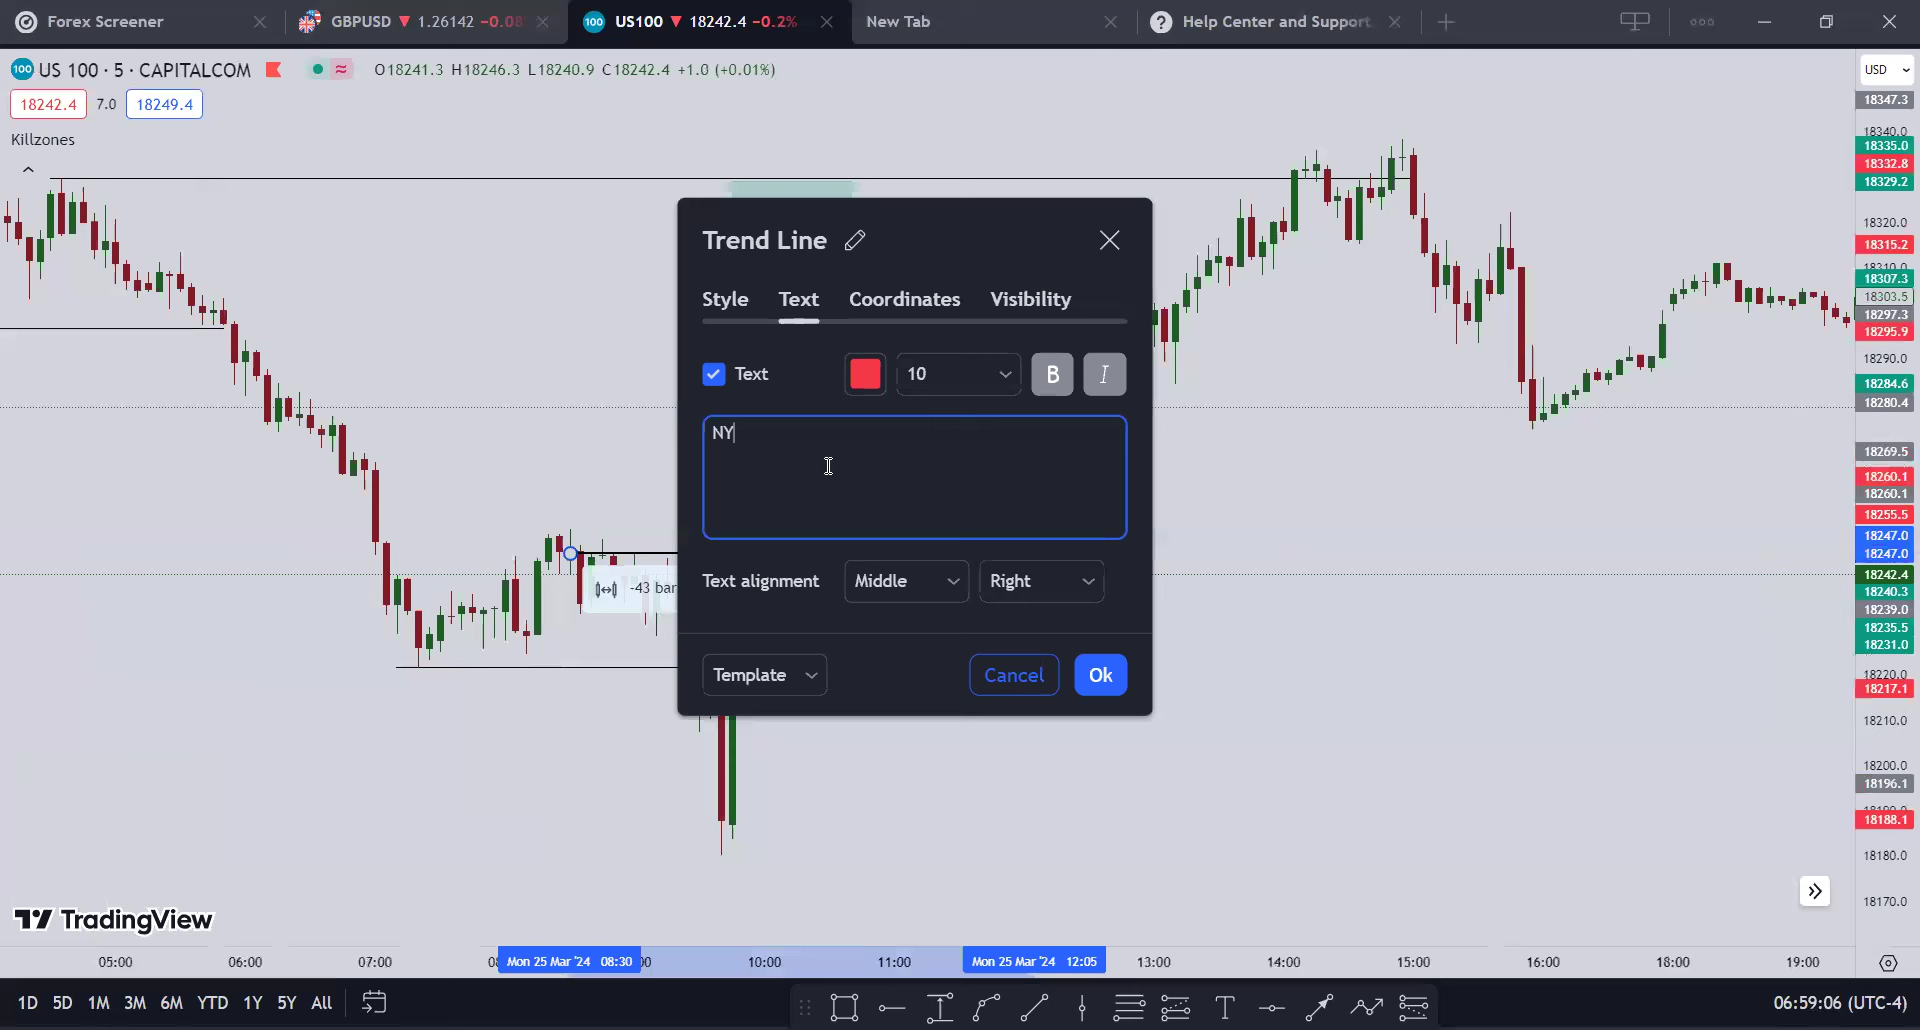 Forex Screener
GBPUSD ▼ 1.26142 −0.08
100 US100 ▼ 18242.4 −0.2%
New Tab
? Help Center and Support
100 US 100 · 5 · CAPITALCOM
O18241.3 H18246.3 L18240.9 C18242.4 +1.0 (+0.01%)
USD
18242.4 7.0 18249.4
Killzones
Trend Line
Style Text Coordinates Visibility
Text 10 B I
NY
Text alignment Middle Right
Template Cancel Ok
-43 bar
18347.3
18340.0
18335.0
18332.8
18329.2
18320.0
18315.2
18310.0
18307.3
18303.5
18297.3
18295.9
18290.0
18284.6
18280.4
18269.5
18260.1
18260.1
18255.5
18247.0
18247.0
18242.4
18240.3
18239.0
18235.5
18231.0
18220.0
18217.1
18210.0
18200.0
18196.1
18190.0
18188.1
18180.0
18170.0
TradingView
05:00 06:00 07:00 Mon 25 Mar '24 08:30 10:00 11:00 Mon 25 Mar '24 12:05 13:00 14:00 15:00 16:00 18:00 19:00
1D 5D 1M 3M 6M YTD 1Y 5Y All
T
06:59:06 (UTC-4)